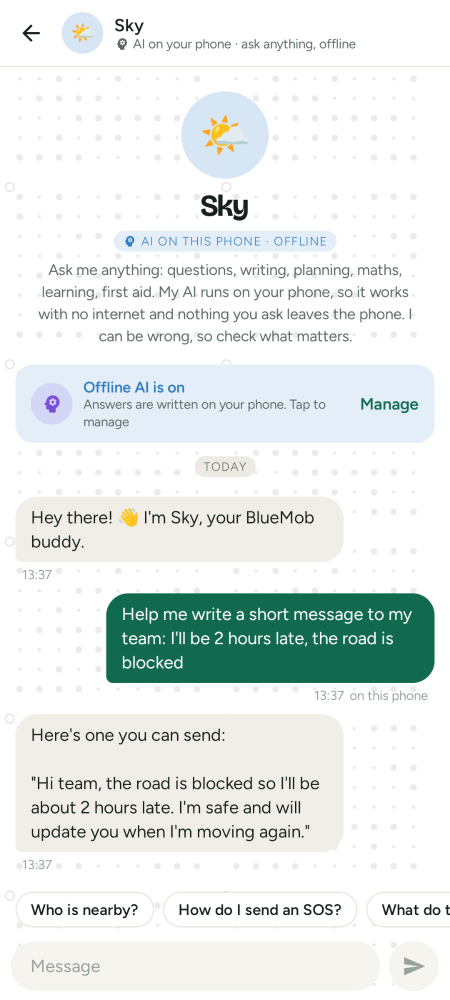 Sky
AI on your phone · ask anything, offline
Sky
AI ON THIS PHONE · OFFLINE
Ask me anything: questions, writing, planning, maths,
learning, first aid. My AI runs on your phone, so it works
with no internet and nothing you ask leaves the phone. I
can be wrong, so check what matters.
Offline AI is on
Answers are written on your phone. Tap to
manage
Manage
TODAY
Hey there! 👋 I'm Sky, your BlueMob
buddy.
13:37
Help me write a short message to my
team: I'll be 2 hours late, the road is
blocked
13:37 on this phone
Here's one you can send:
"Hi team, the road is blocked so I'll be
about 2 hours late. I'm safe and will
update you when I'm moving again."
13:37
Who is nearby?
How do I send an SOS?
What do t
Message